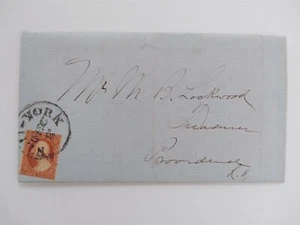 YORK
Mr M. B. Lockwood
Treasurer
Providence
R.I.